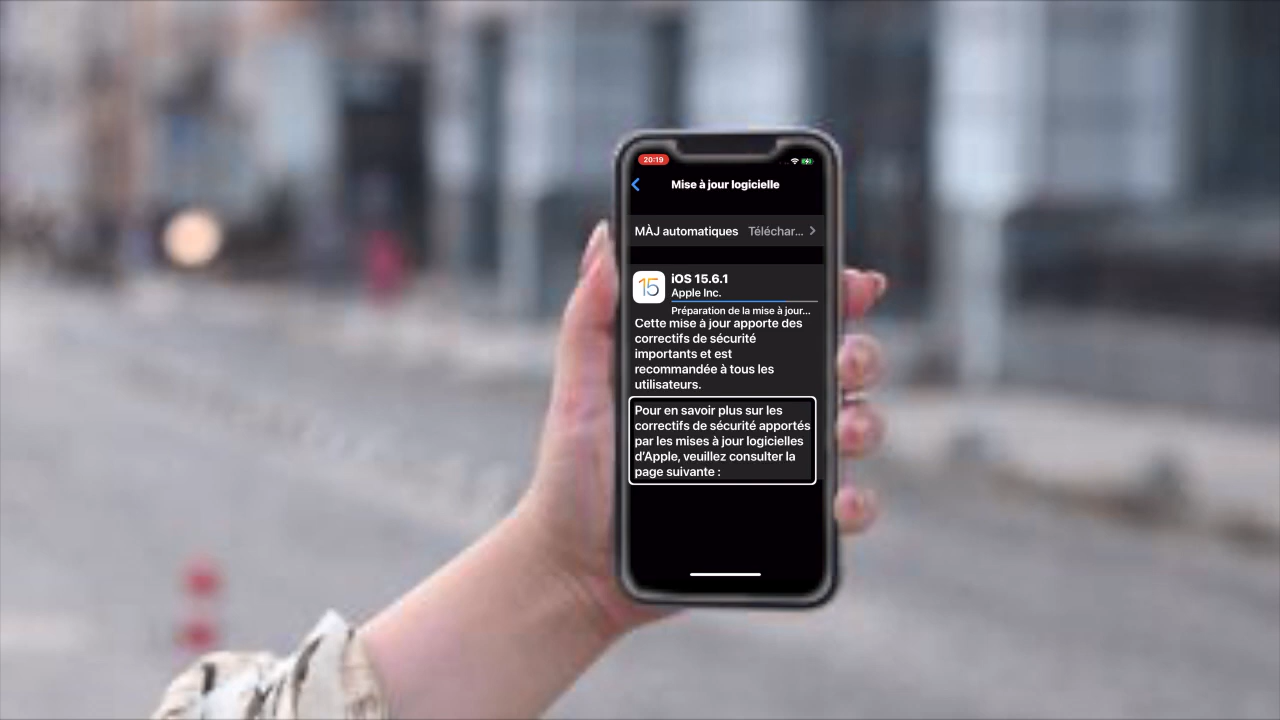 20:19
Mise à jour logicielle
MÀJ automatiques Téléchar...
15
iOS 15.6.1
Apple Inc.
Préparation de la mise à jour...
Cette mise à jour apporte des
correctifs de sécurité
importants et est
recommandée à tous les
utilisateurs.
Pour en savoir plus sur les
correctifs de sécurité apportés
par les mises à jour logicielles
d'Apple, veuillez consulter la
page suivante :